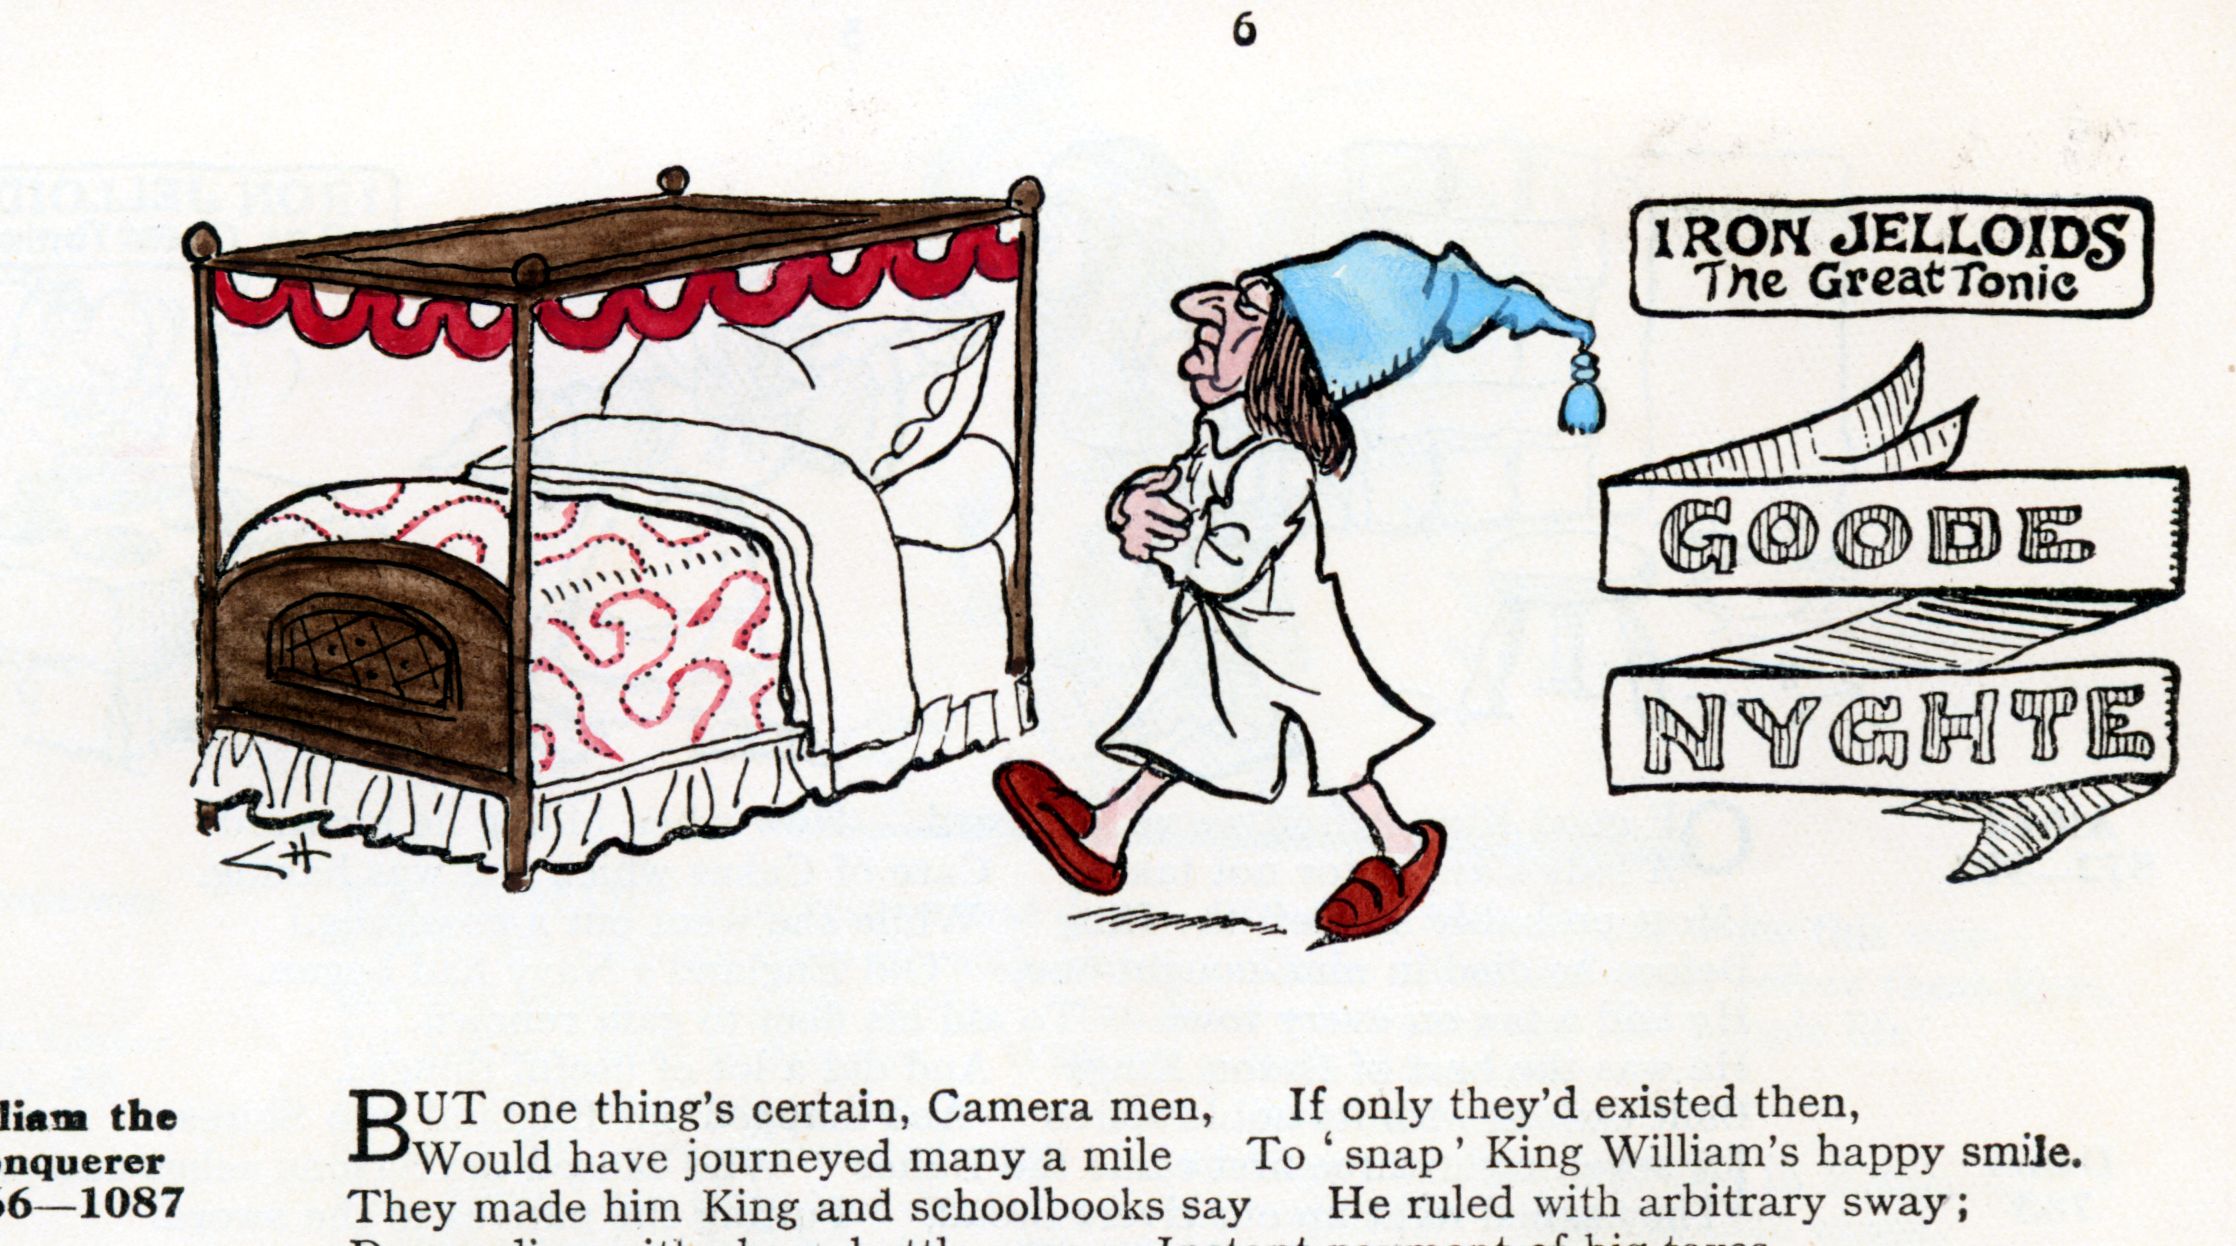 6
IRON JELLOIDS
The Great Tonic
GOODE
NYGHTE
CH
liam the
nquerer
66—1087
BUT one thing's certain, Camera men, If only they'd existed then,
Would have journeyed many a mile To ‘snap’ King William's happy smile.
They made him King and schoolbooks say He ruled with arbitrary sway;